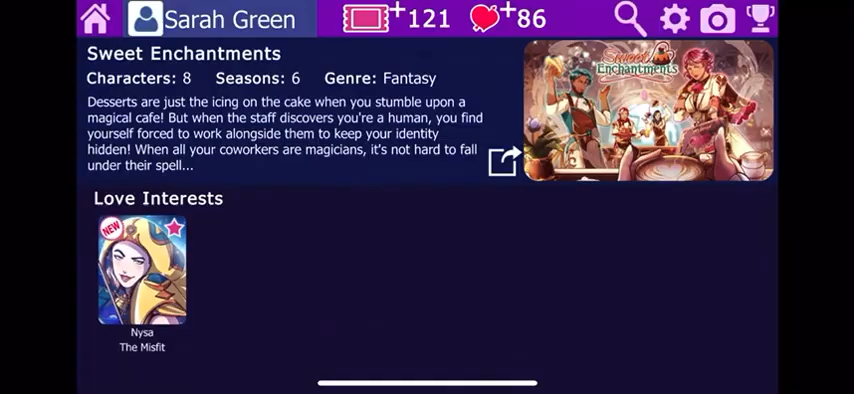 Sarah Green
+121
+86
Sweet Enchantments
Characters: 8 Seasons: 6 Genre: Fantasy
Desserts are just the icing on the cake when you stumble upon a
magical cafe! But when the staff discovers you're a human, you find
yourself forced to work alongside them to keep your identity
hidden! When all your coworkers are magicians, it's not hard to fall
under their spell...
Sweet
Enchantments
Love Interests
NEW
Nysa
The Misfit